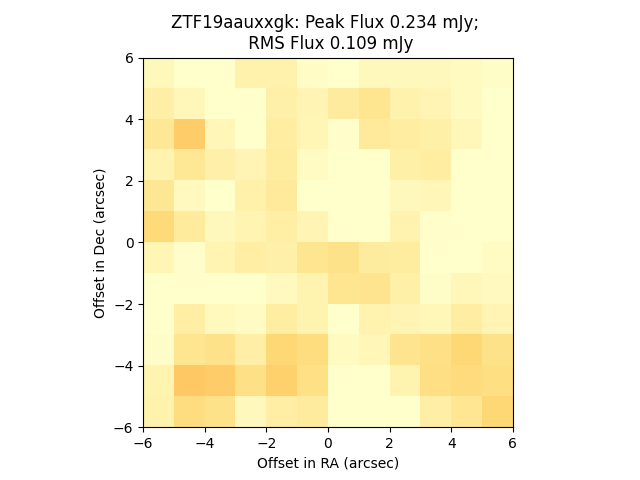 ZTF19aauxxgk: Peak Flux 0.234 mJy;
RMS Flux 0.109 mJy
6
4
2
0
−2
−4
−6
Offset in Dec (arcsec)
−6 −4 −2 0 2 4 6
Offset in RA (arcsec)